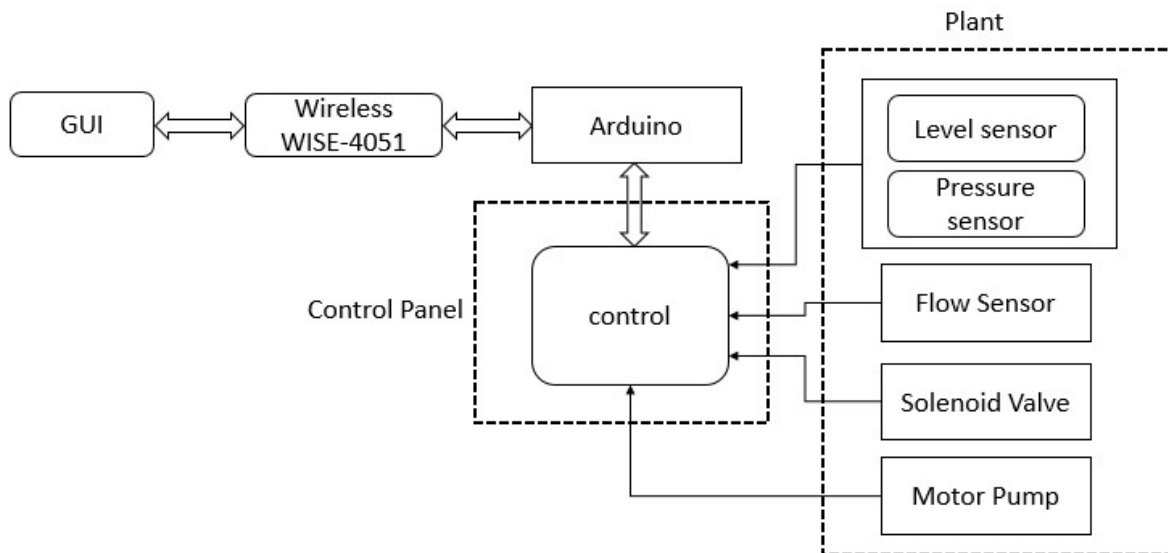 Plant
GUI
Wireless
WISE-4051
Arduino
Level sensor
Pressure
sensor
Control Panel
control
Flow Sensor
Solenoid Valve
Motor Pump